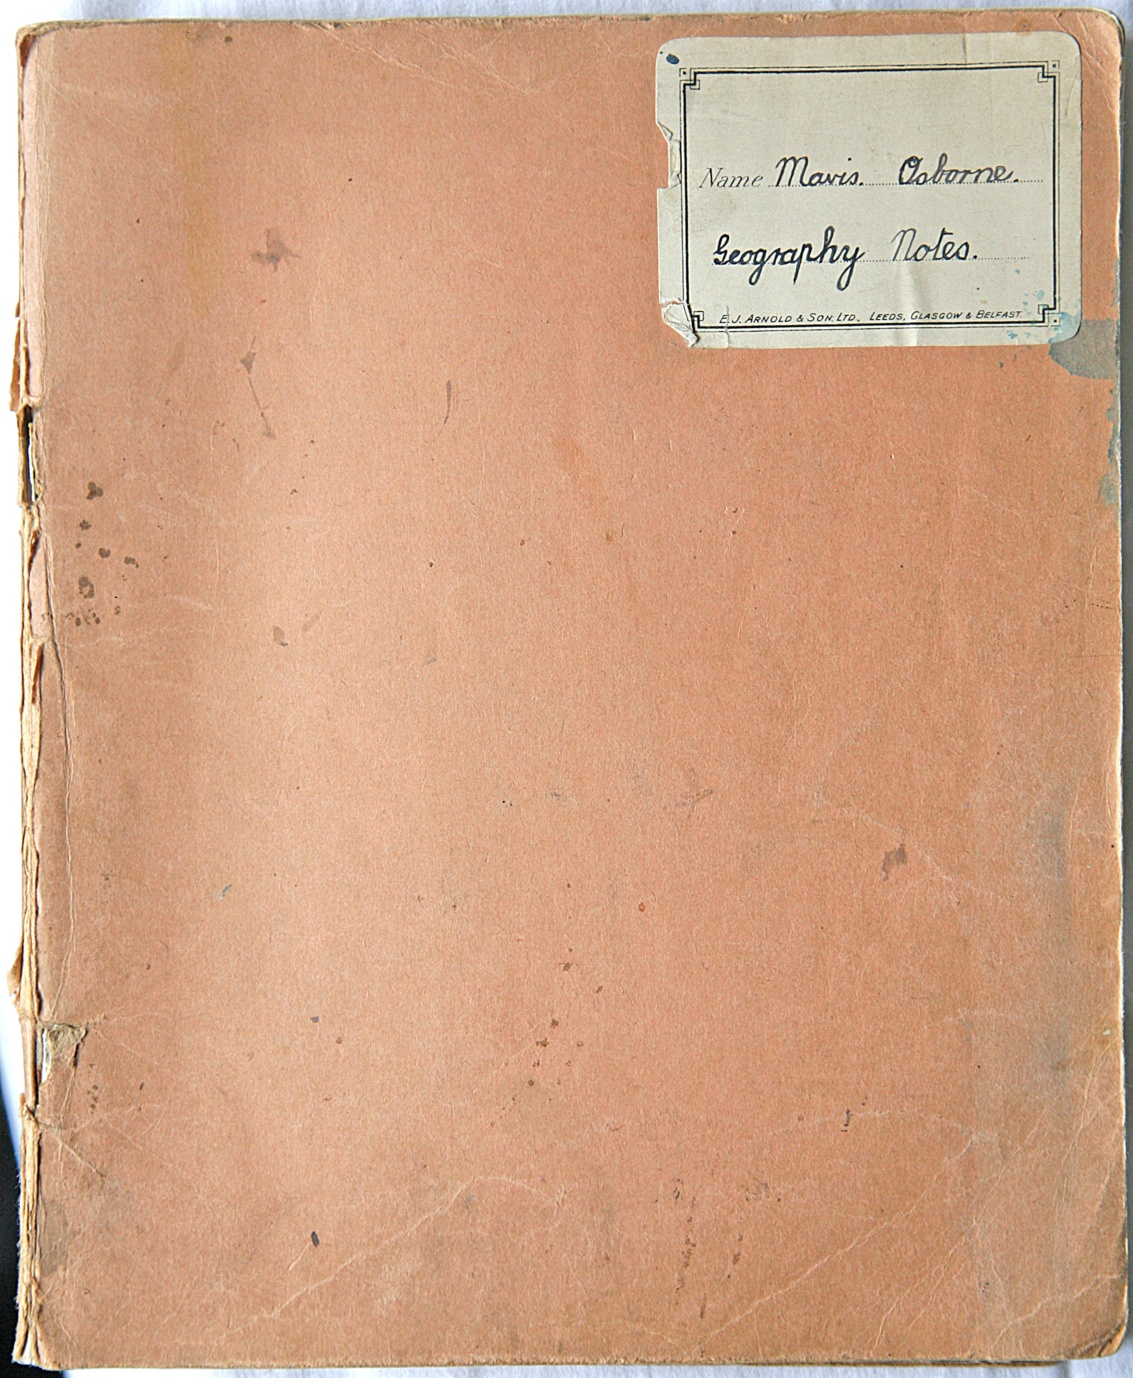 Name Mavis. Osborne.
Geography Notes.
E. J. ARNOLD & SON. LTD., LEEDS, GLASGOW & BELFAST.